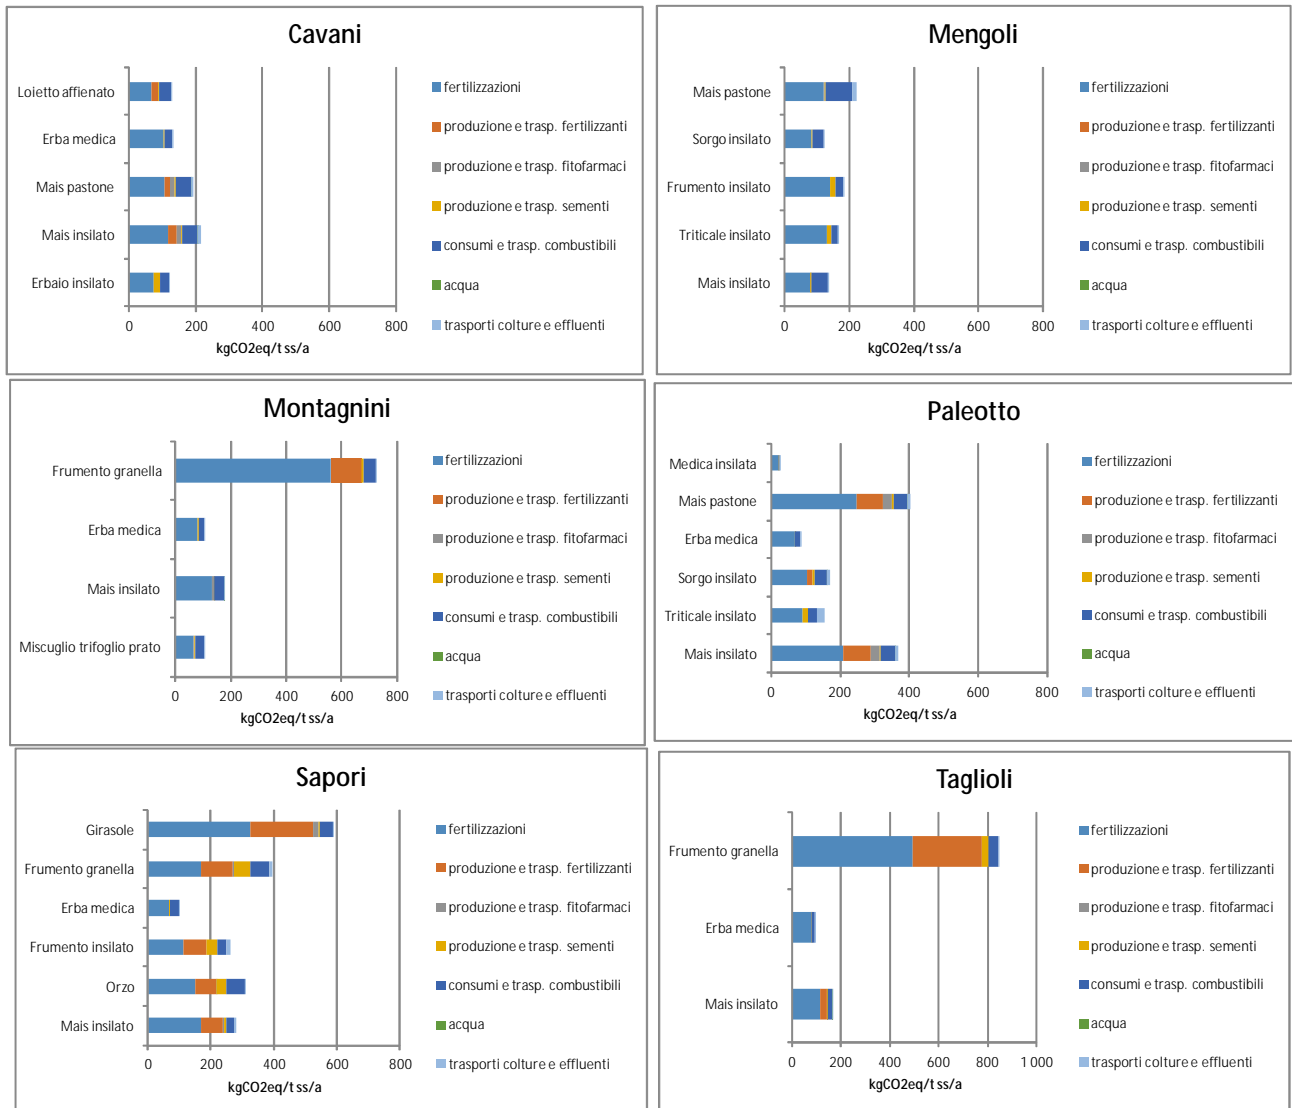 Cavani
Loietto affienato
Erba medica
Mais pastone
Mais insilato
Erbaio insilato
0 200 400 600 800
kgCO2eq/t ss/a
fertilizzazioni
produzione e trasp. fertilizzanti
produzione e trasp. fitofarmaci
produzione e trasp. sementi
consumi e trasp. combustibili
acqua
trasporti colture e effluenti
Mengoli
Mais pastone
Sorgo insilato
Frumento insilato
Triticale insilato
Mais insilato
0 200 400 600 800
kgCO2eq/t ss/a
fertilizzazioni
produzione e trasp. fertilizzanti
produzione e trasp. fitofarmaci
produzione e trasp. sementi
consumi e trasp. combustibili
acqua
trasporti colture e effluenti
Montagnini
Frumento granella
Erba medica
Mais insilato
Miscuglio trifoglio prato
0 200 400 600 800
kgCO2eq/t ss/a
fertilizzazioni
produzione e trasp. fertilizzanti
produzione e trasp. fitofarmaci
produzione e trasp. sementi
consumi e trasp. combustibili
acqua
trasporti colture e effluenti
Paleotto
Medica insilata
Mais pastone
Erba medica
Sorgo insilato
Triticale insilato
Mais insilato
0 200 400 600 800
kgCO2eq/t ss/a
fertilizzazioni
produzione e trasp. fertilizzanti
produzione e trasp. fitofarmaci
produzione e trasp. sementi
consumi e trasp. combustibili
acqua
trasporti colture e effluenti
Sapori
Girasole
Frumento granella
Erba medica
Frumento insilato
Orzo
Mais insilato
0 200 400 600 800
kgCO2eq/t ss/a
fertilizzazioni
produzione e trasp. fertilizzanti
produzione e trasp. fitofarmaci
produzione e trasp. sementi
consumi e trasp. combustibili
acqua
trasporti colture e effluenti
Taglioli
Frumento granella
Erba medica
Mais insilato
0 200 400 600 800 1000
kgCO2eq/t ss/a
fertilizzazioni
produzione e trasp. fertilizzanti
produzione e trasp. fitofarmaci
produzione e trasp. sementi
consumi e trasp. combustibili
acqua
trasporti colture e effluenti